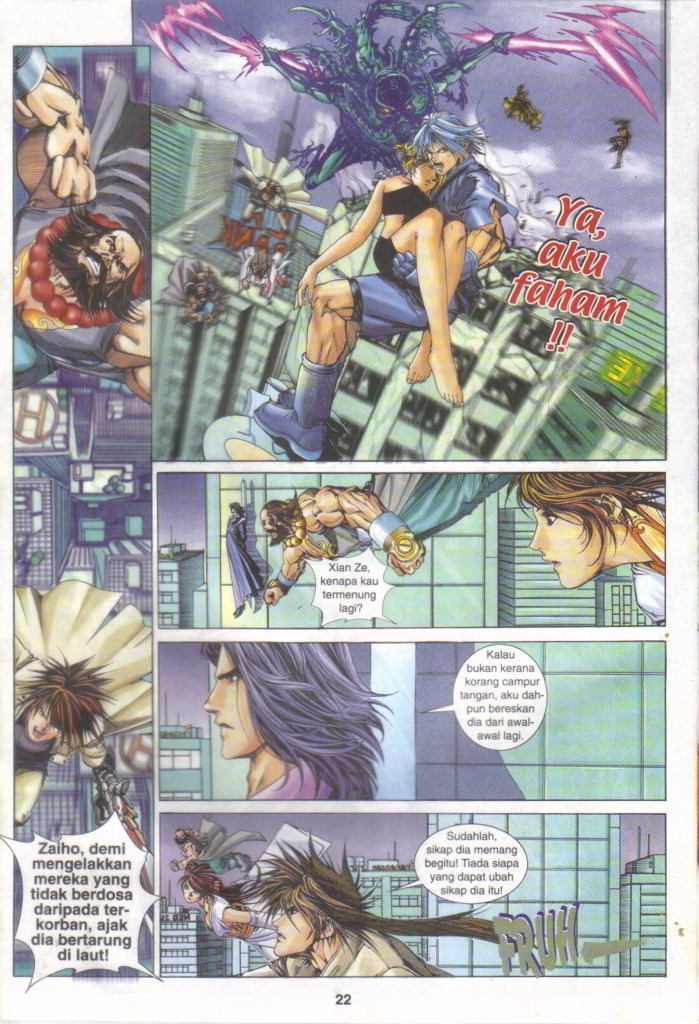 Zaiho, demi
mengelakkan
mereka yang
tidak berdosa
daripada ter-
korban, ajak
dia bertarung
di laut!
Ya,
aku
faham
!!
Xian Ze,
kenapa kau
termenung
lagi?
Kalau
bukan kerana
korang campur
tangan, aku dah-
pun bereskan
dia dari awal-
awal lagi.
Sudahlah,
sikap dia memang
begitu! Tiada siapa
yang dapat ubah
sikap dia itu!
FRUH
22